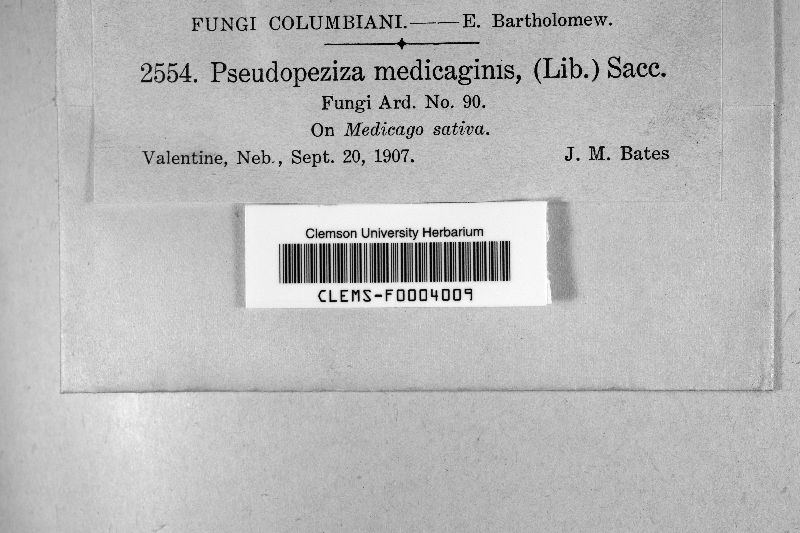 FUNGI COLUMBIANI.——E. Bartholomew.
2554. Pseudopeziza medicaginis, (Lib.) Sacc.
Fungi Ard. No. 90.
On Medicago sativa.
Valentine, Neb., Sept. 20, 1907. J. M. Bates
Clemson University Herbarium
CLEMS-F0004009